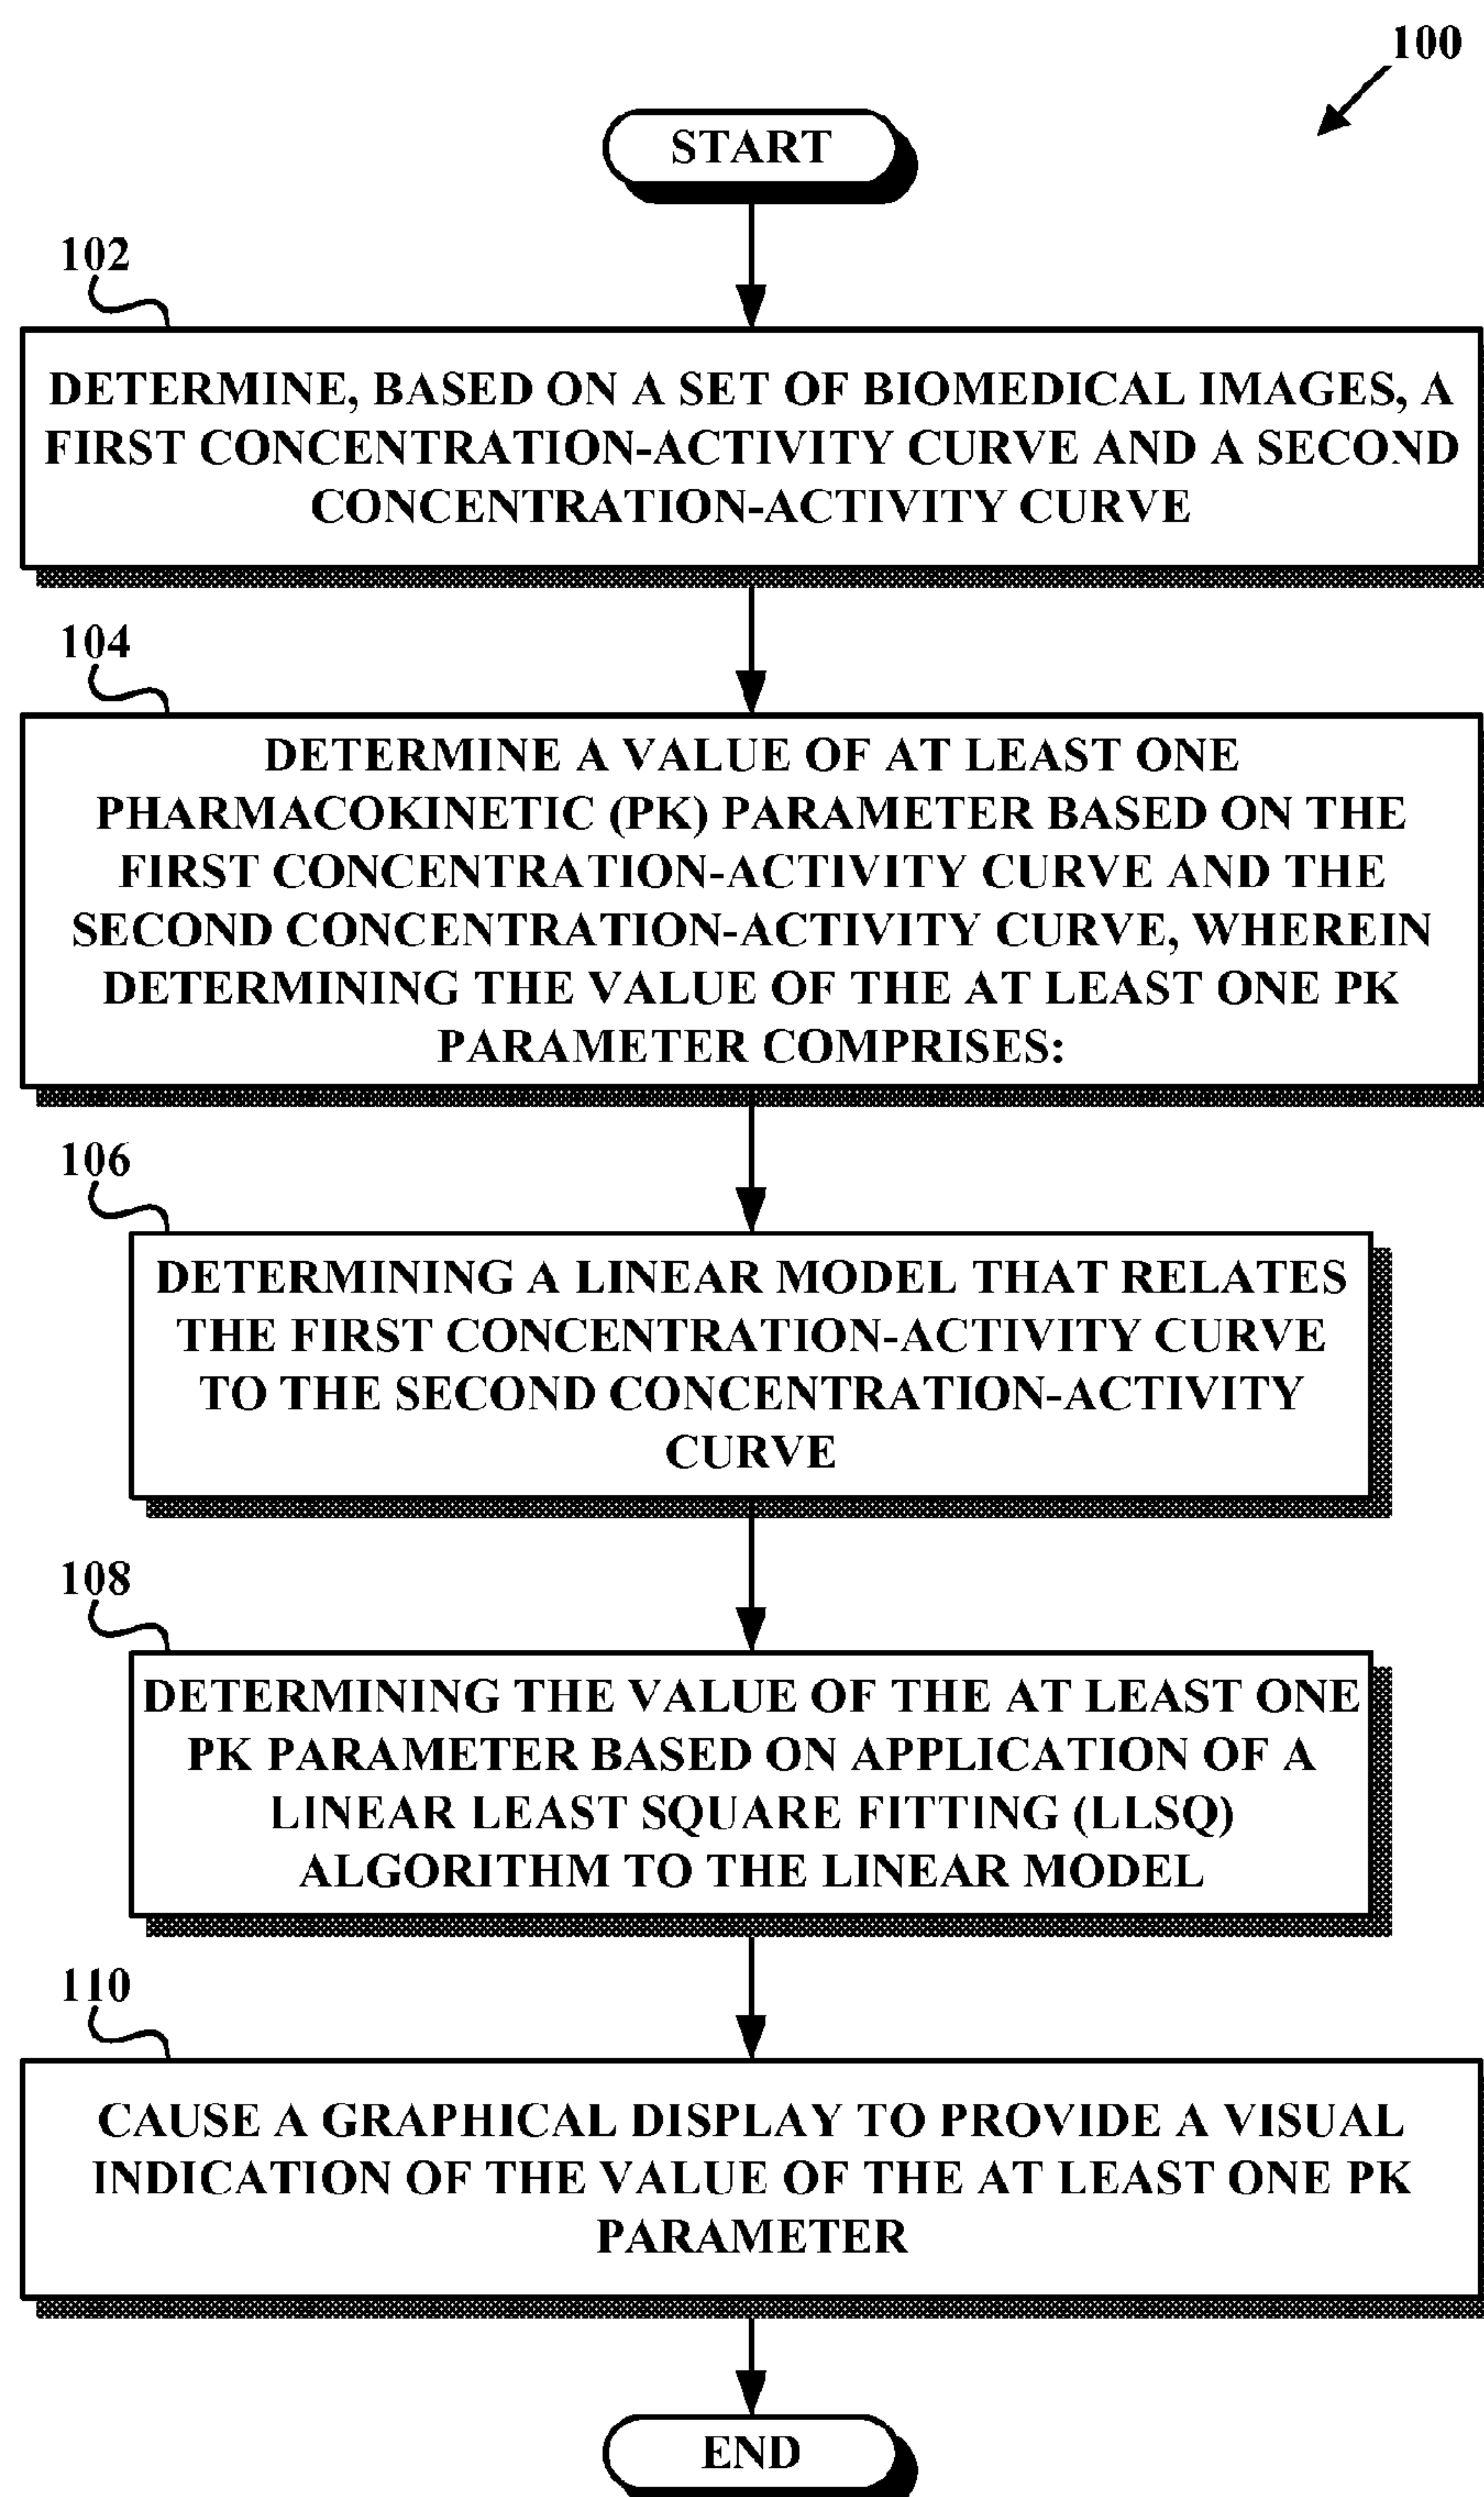 100
START
102
DETERMINE, BASED ON A SET OF BIOMEDICAL IMAGES, A
FIRST CONCENTRATION-ACTIVITY CURVE AND A SECOND
CONCENTRATION-ACTIVITY CURVE
104
DETERMINE A VALUE OF AT LEAST ONE
PHARMACOKINETIC (PK) PARAMETER BASED ON THE
FIRST CONCENTRATION-ACTIVITY CURVE AND THE
SECOND CONCENTRATION-ACTIVITY CURVE, WHEREIN
DETERMINING THE VALUE OF THE AT LEAST ONE PK
PARAMETER COMPRISES:
106
DETERMINING A LINEAR MODEL THAT RELATES
THE FIRST CONCENTRATION-ACTIVITY CURVE
TO THE SECOND CONCENTRATION-ACTIVITY
CURVE
108
DETERMINING THE VALUE OF THE AT LEAST ONE
PK PARAMETER BASED ON APPLICATION OF A
LINEAR LEAST SQUARE FITTING (LLSQ)
ALGORITHM TO THE LINEAR MODEL
110
CAUSE A GRAPHICAL DISPLAY TO PROVIDE A VISUAL
INDICATION OF THE VALUE OF THE AT LEAST ONE PK
PARAMETER
END